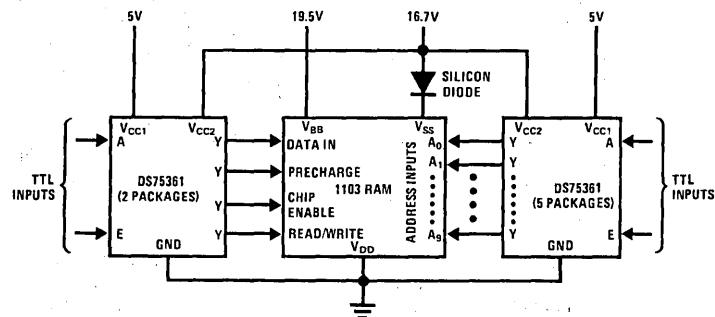 5V 19.5V 16.7V 5V
SILICON
DIODE
VCC1 VCC2 VBB VSS VCC2 VCC1
A Y DATA IN A0 Y A
Y PRECHARGE A1 Y
TTL
INPUTS
DS75361
(2 PACKAGES)
1103 RAM
ADDRESS INPUTS
DS75361
(5 PACKAGES)
TTL
INPUTS
Y CHIP
ENABLE
E Y READ/WRITE A9 Y E
GND VDD GND